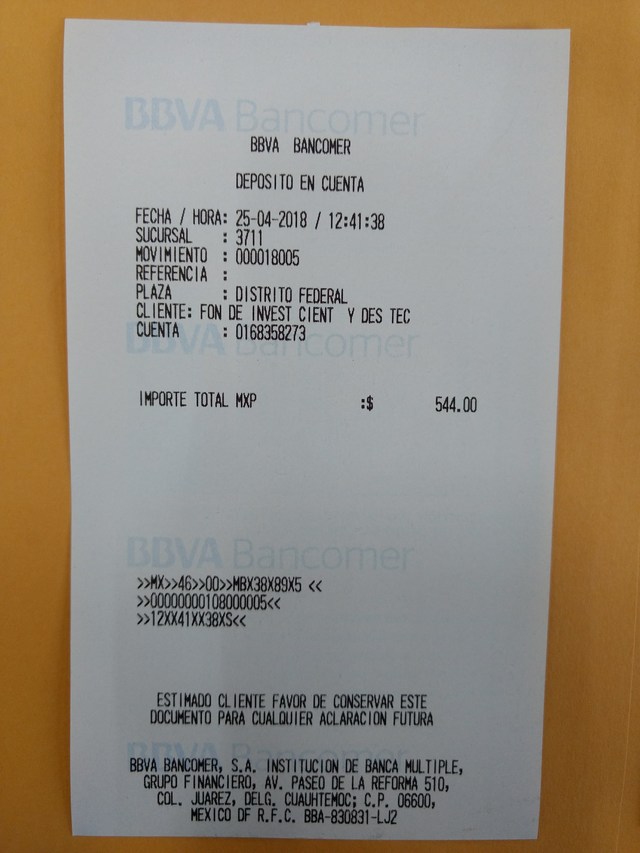 BBVA Bancomer
BBVA BANCOMER
DEPOSITO EN CUENTA
FECHA / HORA: 25-04-2018 / 12:41:38
SUCURSAL : 3711
MOVIMIENTO : 000018005
REFERENCIA :
PLAZA : DISTRITO FEDERAL
CLIENTE: FON DE INVEST CIENT Y DES TEC
CUENTA : 0168358273
BBVA Bancomer
IMPORTE TOTAL MXP :$ 544.00
BBVA Bancomer
>>MX>>46>>00>>MBX38X89X5 <<
>>00000000108000005<<
>>12XX41XX38XS<<
ESTIMADO CLIENTE FAVOR DE CONSERVAR ESTE
DOCUMENTO PARA CUALQUIER ACLARACION FUTURA
BBVA Bancomer
BBVA BANCOMER, S.A. INSTITUCION DE BANCA MULTIPLE,
GRUPO FINANCIERO, AV. PASEO DE LA REFORMA 510,
COL. JUAREZ, DELG. CUAUHTEMOC; C.P. 06600,
MEXICO DF R.F.C. BBA-830831-LJ2